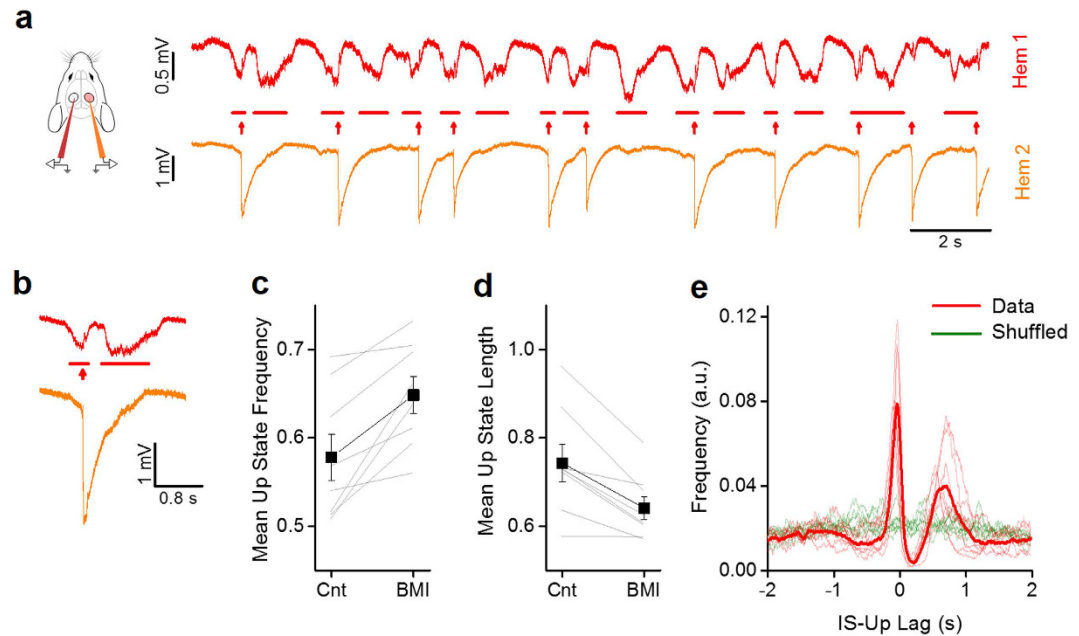 a
0.5 mV
Hem 1
1 mV
Hem 2
2 s
b
1 mV
0.8 s
c
Mean Up State Frequency
0.7
0.6
0.5
Cnt
BMI
d
Mean Up State Length
1.0
0.8
0.6
Cnt
BMI
e
Data
Shuffled
Frequency (a.u.)
0.12
0.08
0.04
0.00
-2
-1
0
1
2
IS-Up Lag (s)